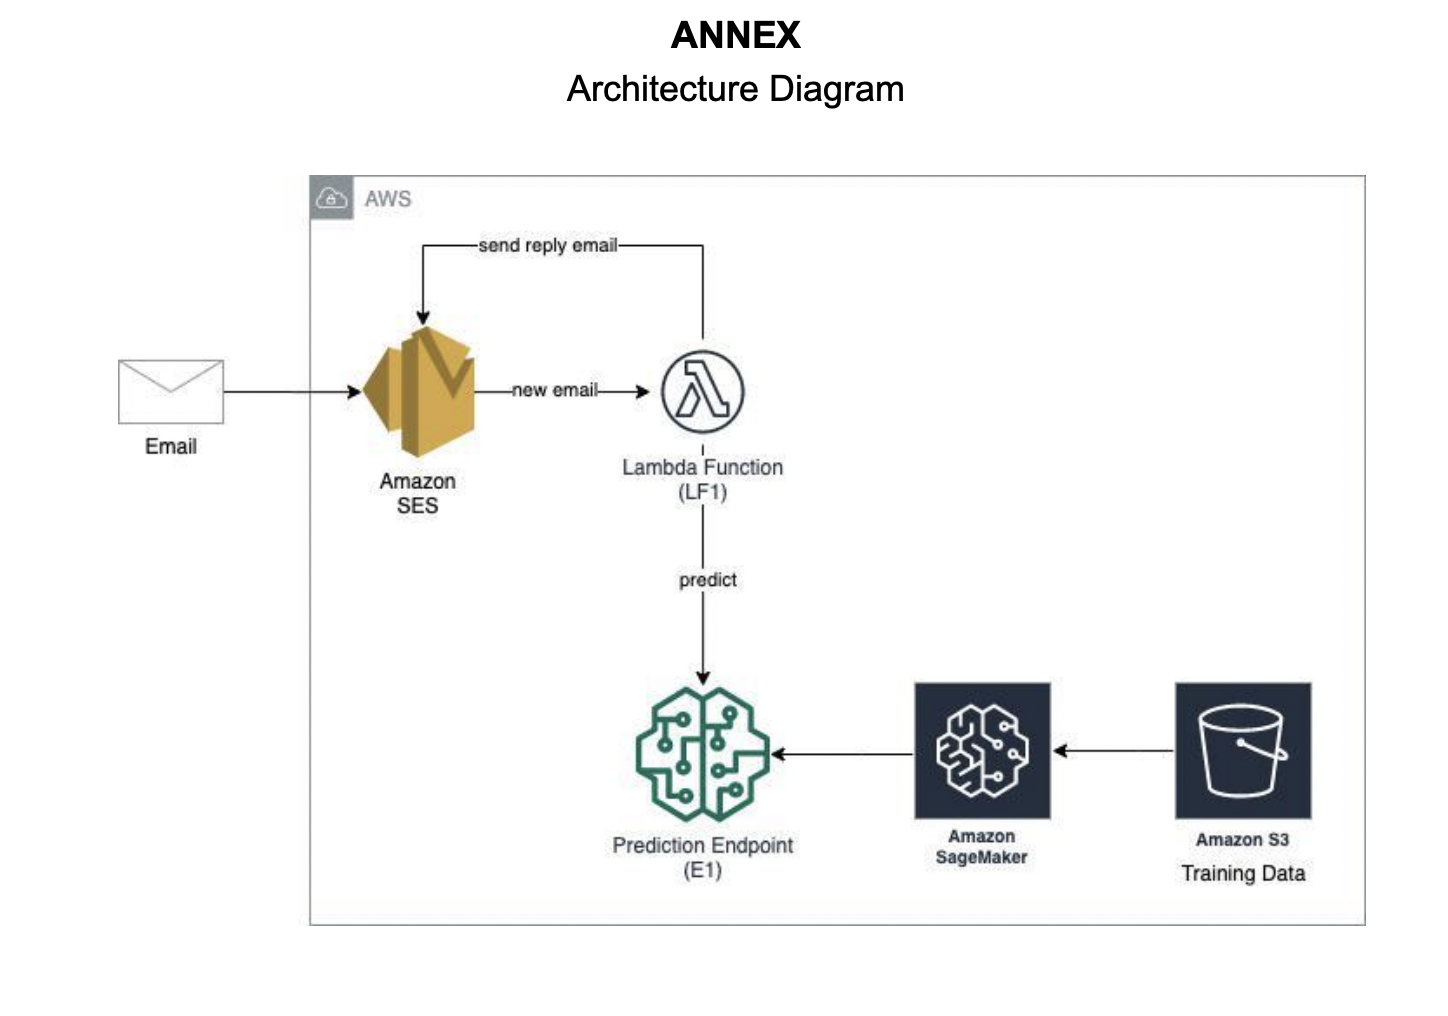 ANNEX
Architecture Diagram
AWS
send reply email
new email
Email
Amazon
SES
Lambda Function
(LF1)
predict
Prediction Endpoint
(E1)
Amazon
SageMaker
Amazon S3
Training Data